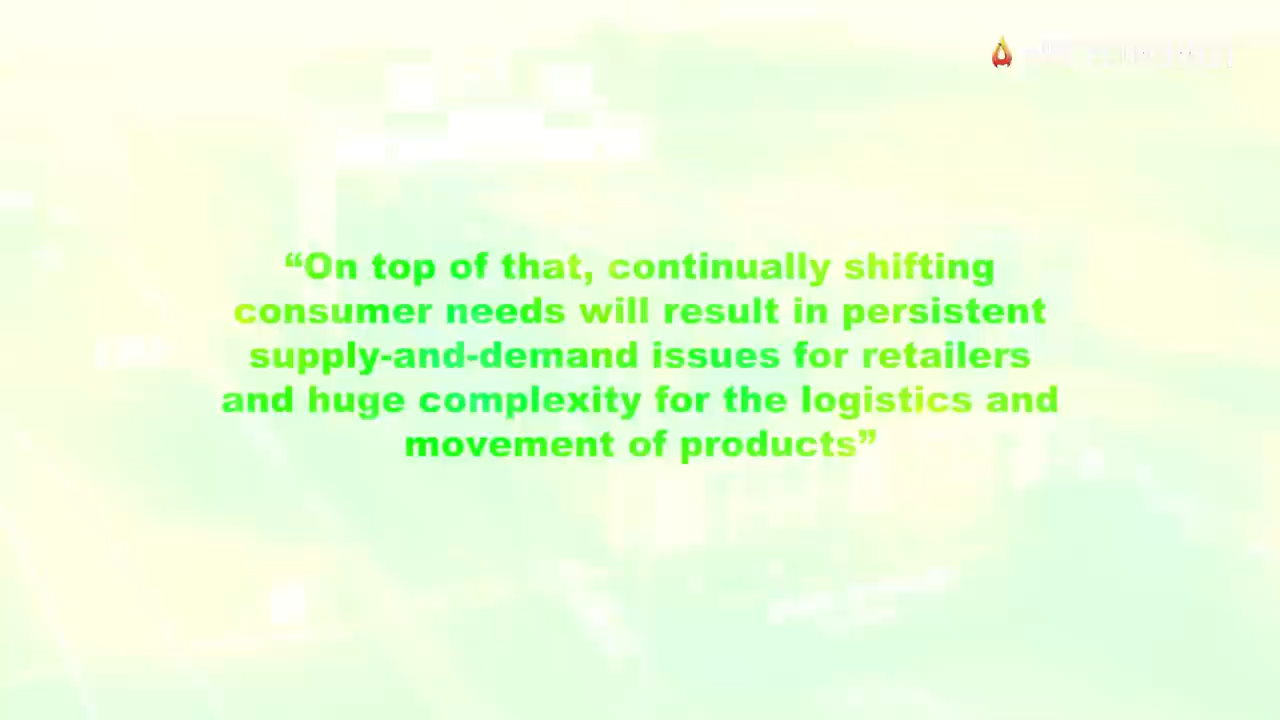 “On top of that, continually shifting
consumer needs will result in persistent
supply-and-demand issues for retailers
and huge complexity for the logistics and
movement of products”